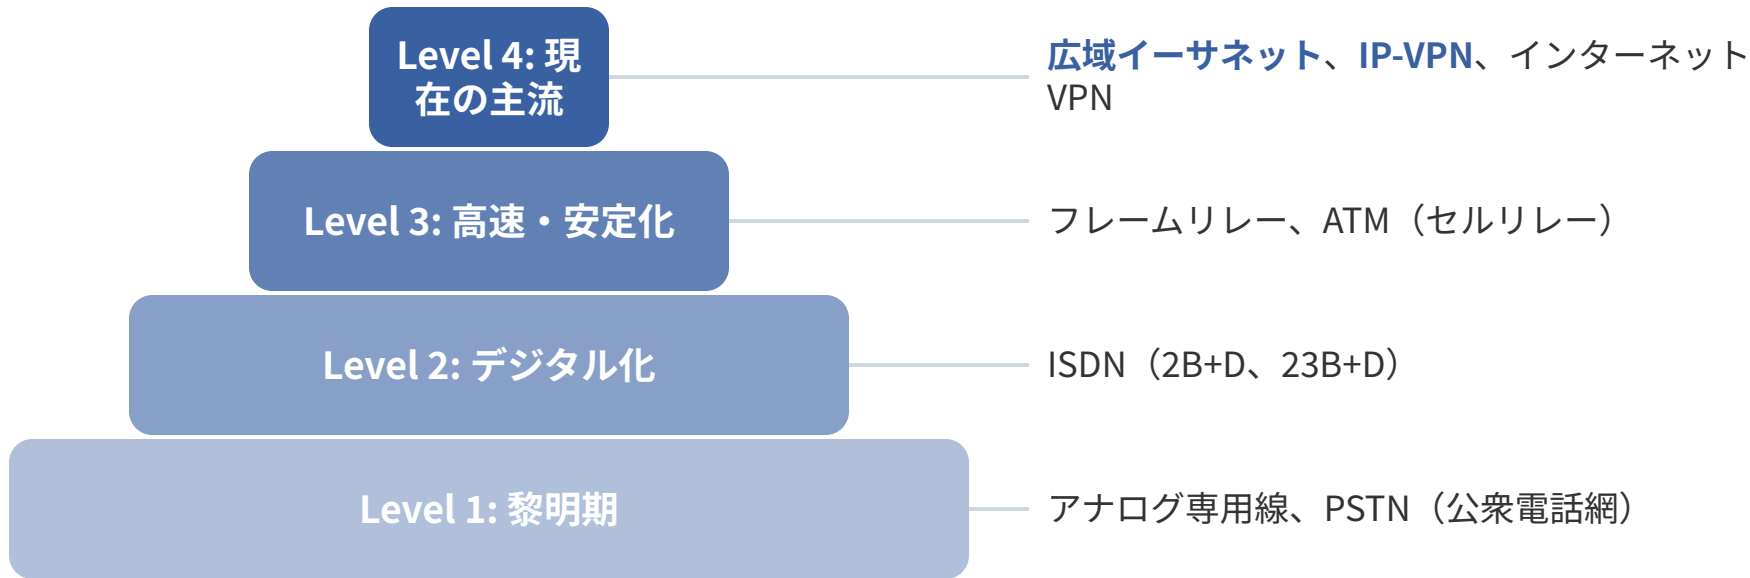 Level 4: 現
在の主流
広域イーサネット、IP-VPN、インターネット
VPN
Level 3: 高速・安定化
フレームリレー、ATM（セルリレー）
Level 2: デジタル化
ISDN（2B+D、23B+D）
Level 1: 黎明期
アナログ専用線、PSTN（公衆電話網）